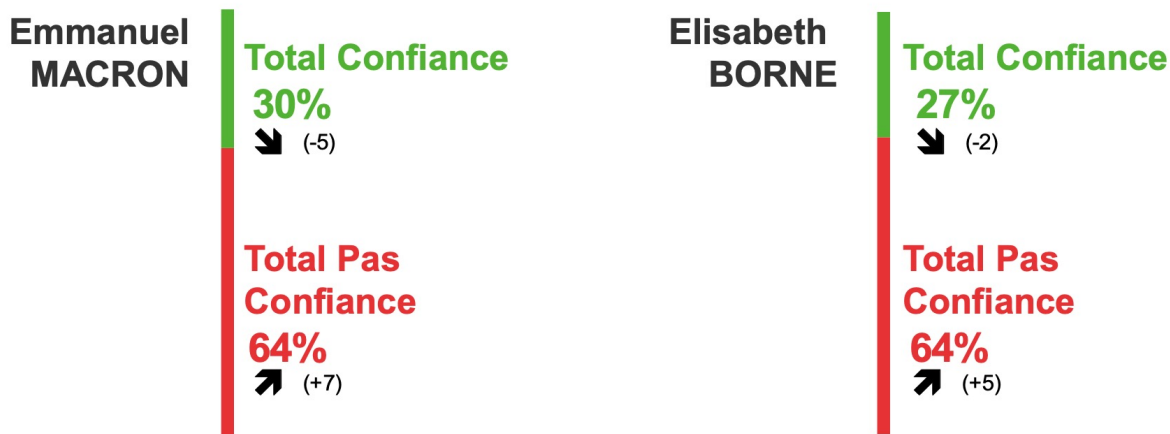 Emmanuel
MACRON
Total Confiance
30%
(-5)
Total Pas
Confiance
64%
(+7)
Elisabeth
BORNE
Total Confiance
27%
(-2)
Total Pas
Confiance
64%
(+5)